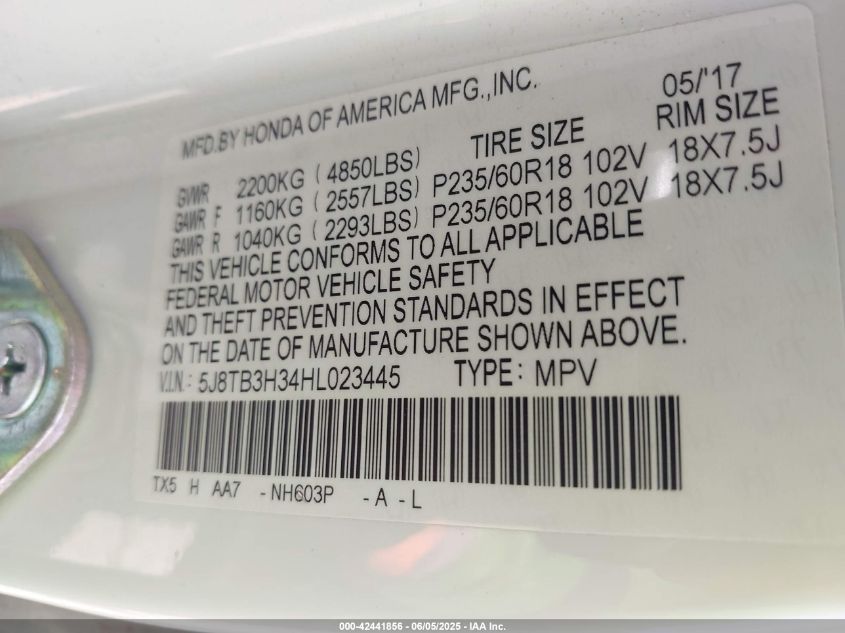 MFD.BY HONDA OF AMERICA MFG.,INC. 05/'17
GVWR 2200KG (4850LBS) TIRE SIZE RIM SIZE
GAWR F 1160KG (2557LBS) P235/60R18 102V 18X7.5J
GAWR R 1040KG (2293LBS) P235/60R18 102V 18X7.5J
THIS VEHICLE CONFORMS TO ALL APPLICABLE
FEDERAL MOTOR VEHICLE SAFETY
AND THEFT PREVENTION STANDARDS IN EFFECT
ON THE DATE OF MANUFACTURE SHOWN ABOVE.
V.I.N.: 5J8TB3H34HL023445 TYPE: MPV
TX5 H AA7 -NH603P -A -L
000-42441856 - 06/05/2025 - IAA Inc.